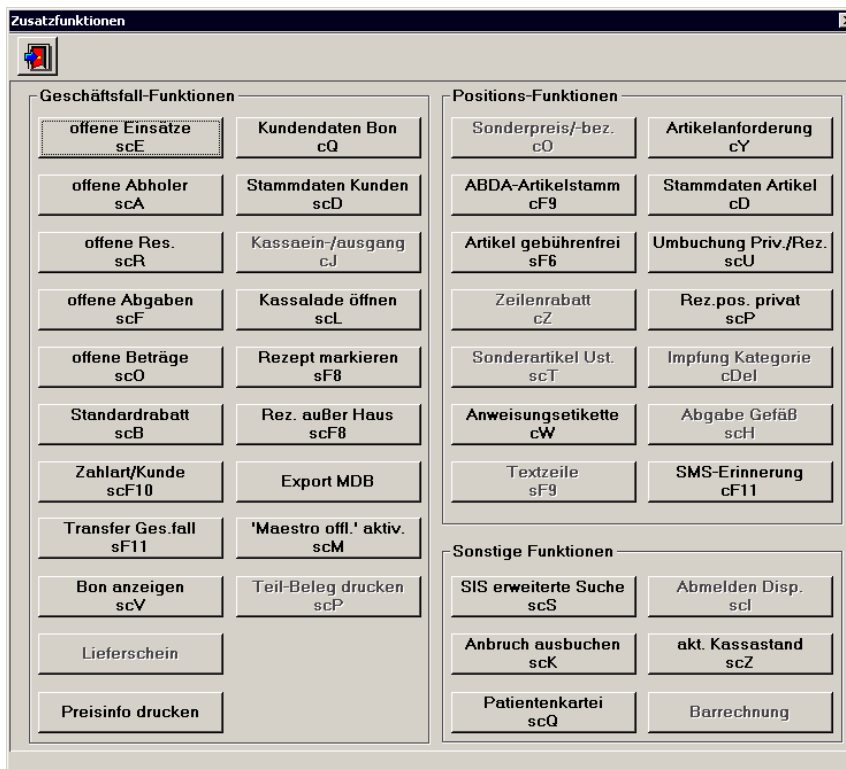 Zusatzfunktionen
Geschäftsfall-Funktionen
offene Einsätze
scE
Kundendaten Bon
cQ
offene Abholer
scA
Stammdaten Kunden
scD
offene Res.
scR
Kassaein-/ausgang
cJ
offene Abgaben
scF
Kassalade öffnen
scL
offene Beträge
scO
Rezept markieren
sF8
Standardrabatt
scB
Rez. außer Haus
scF8
Zahlart/Kunde
scF10
Export MDB
Transfer Ges.fall
sF11
'Maestro offl.' aktiv.
scM
Bon anzeigen
scV
Teil-Beleg drucken
scP
Lieferschein
Preisinfo drucken
Positions-Funktionen
Sonderpreis/-bez.
cO
Artikelanforderung
cY
ABDA-Artikelstamm
cF9
Stammdaten Artikel
cD
Artikel gebührenfrei
sF6
Umbuchung Priv./Rez.
scU
Zeilenrabatt
cZ
Rez.pos. privat
scP
Sonderartikel Ust.
scT
Impfung Kategorie
cDel
Anweisungsetikette
cW
Abgabe Gefäß
scH
Textzeile
sF9
SMS-Erinnerung
cF11
Sonstige Funktionen
SIS erweiterte Suche
scS
Abmelden Disp.
scI
Anbruch ausbuchen
scK
akt. Kassastand
scZ
Patientenkartei
scQ
Barrechnung